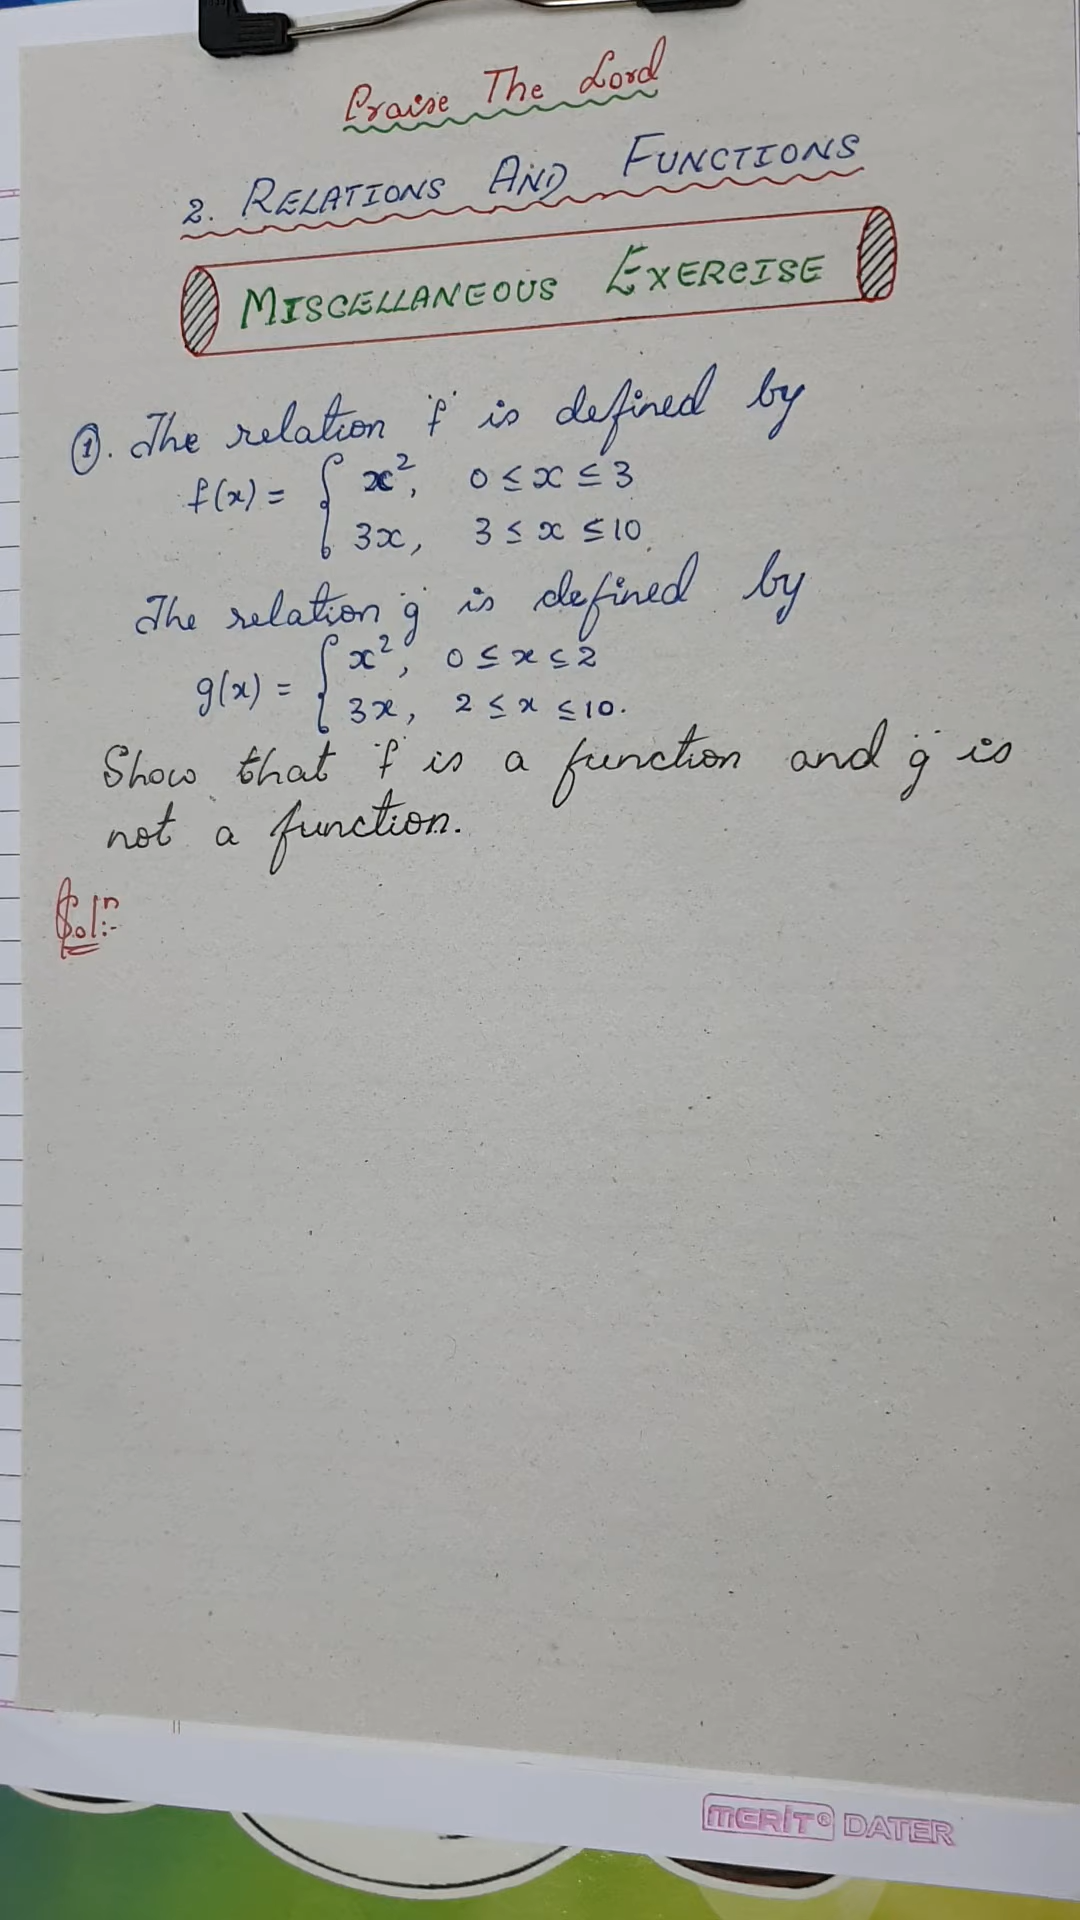 Praise The Lord
2. RELATIONS AND FUNCTIONS
MISCELLANEOUS EXERCISE
①. The relation 'f' is defined by
f(x) = { x², 0 ≤ x ≤ 3
3x, 3 ≤ x ≤ 10.
The relation 'g' is defined by
g(x) = { x², 0 ≤ x ≤ 2
3x, 2 ≤ x ≤ 10.
Show that 'f' is a function and 'g' is
not a function.
Solⁿ:-
MERIT® DATER